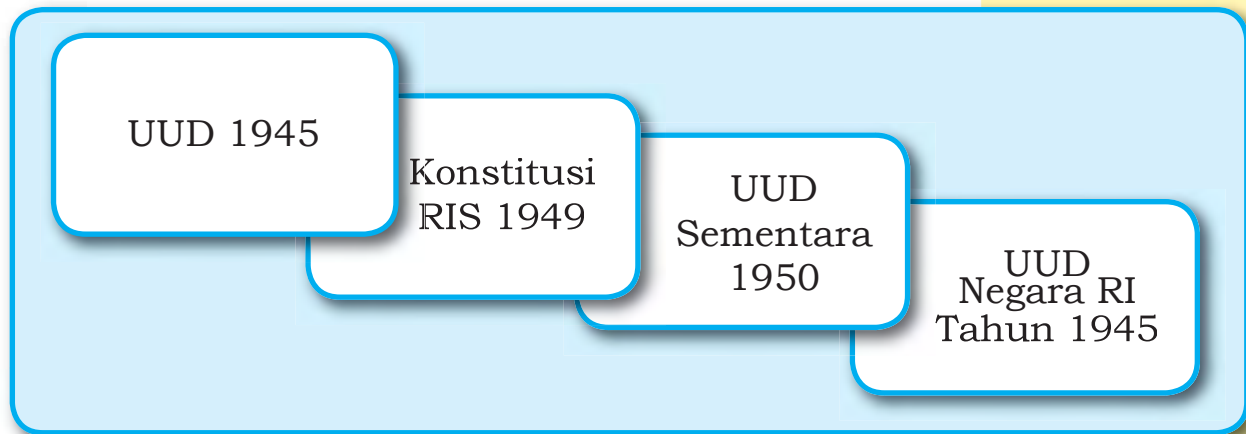 UUD 1945
Konstitusi
RIS 1949
UUD
Sementara
1950
UUD
Negara RI
Tahun 1945